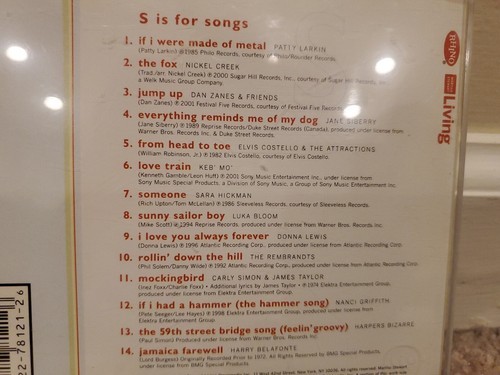 S is for songs
1. if i were made of metal PATTY LARKIN
(Patty Larkin) ℗1985 Philo Records, courtesy of Philo/Rounder Records.
2. the fox NICKEL CREEK
(Trad./arr. Nickel Creek) ℗ 2000 Sugar Hill Records, Inc., courtesy of Sugar Hill Records, Inc.
a Welk Music Group Company.
3. jump up DAN ZANES & FRIENDS
(Dan Zanes) ℗ 2001 Festival Five Records, courtesy of Festival Five Records.
4. everything reminds me of my dog JANE SIBERRY
(Jane Siberry) ℗ 1989 Reprise Records/Duke Street Records (Canada), produced under license from
Warner Bros. Records Inc. & Duke Street Records.
5. from head to toe ELVIS COSTELLO & THE ATTRACTIONS
(William Robinson, Jr.) ℗ 1982 Elvis Costello, courtesy of Elvis Costello.
6. love train KEB' MO'
(Kenneth Gamble/Leon Huff) ℗ 2001 Sony Music Entertainment Inc., under license from
Sony Music Special Products, a Division of Sony Music, a Group of Sony Music Entertainment Inc.
7. someone SARA HICKMAN
(Rich Upton/Tom McLellan) ℗ 1986 Sleeveless Records, courtesy of Sleeveless Records.
8. sunny sailor boy LUKA BLOOM
(Mike Scott) ℗ 1994 Reprise Records, produced under license from Warner Bros. Records Inc.
9. i love you always forever DONNA LEWIS
(Donna Lewis) ℗ 1996 Atlantic Recording Corp., produced under license from Atlantic Recording Corp.
10. rollin' down the hill THE REMBRANDTS
(Phil Solem/Danny Wilde) ℗ 1992 Atlantic Recording Corp., produced under license from Atlantic Recording Corp.
11. mockingbird CARLY SIMON & JAMES TAYLOR
(Inez Foxx/Charlie Foxx) • Additional lyrics by James Taylor • ℗ 1974 Elektra Entertainment Group,
produced under license from Elektra Entertainment Group.
12. if i had a hammer (the hammer song) NANCI GRIFFITH
(Pete Seeger/Lee Hayes) ℗ 1998 Elektra Entertainment Group, produced under license from
Elektra Entertainment Group.
13. the 59th street bridge song (feelin' groovy) HARPERS BIZARRE
(Paul Simon) Produced under license from Warner Bros. Records Inc.
14. jamaica farewell HARRY BELAFONTE
(Lord Burgess) Originally Recorded Prior to 1972. All Rights Reserved by BMG Special Products,
under license from BMG Special Products.
RHINO
Living
22-78121-26